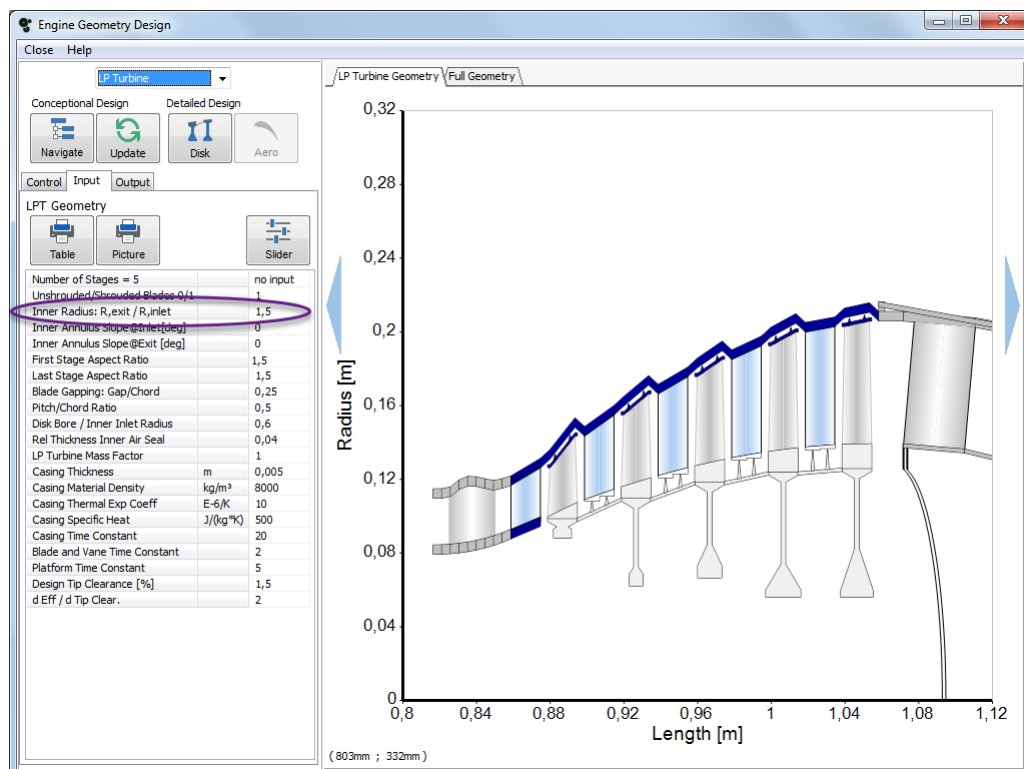 Engine Geometry Design
Close Help
LP Turbine
Conceptional Design Detailed Design
Navigate Update Disk Aero
Control Input Output
LPT Geometry
Table Picture Slider
Number of Stages = 5 no input
Unshrouded/Shrouded Blades 0/1 1
Inner Radius: R,exit / R,inlet 1,5
Inner Annulus Slope@Inlet[deg] 0
Inner Annulus Slope@Exit [deg] 0
First Stage Aspect Ratio 1,5
Last Stage Aspect Ratio 1,5
Blade Gapping: Gap/Chord 0,25
Pitch/Chord Ratio 0,5
Disk Bore / Inner Inlet Radius 0,6
Rel Thickness Inner Air Seal 0,04
LP Turbine Mass Factor 1
Casing Thickness m 0,005
Casing Material Density kg/m³ 8000
Casing Thermal Exp Coeff E-6/K 10
Casing Specific Heat J/(kg*K) 500
Casing Time Constant 20
Blade and Vane Time Constant 2
Platform Time Constant 5
Design Tip Clearance [%] 1,5
d Eff / d Tip Clear. 2
LP Turbine Geometry Full Geometry
0,32
0,28
0,24
0,2
0,16
0,12
0,08
0,04
0
Radius [m]
0,8 0,84 0,88 0,92 0,96 1 1,04 1,08 1,12
Length [m]
(803mm ; 332mm)